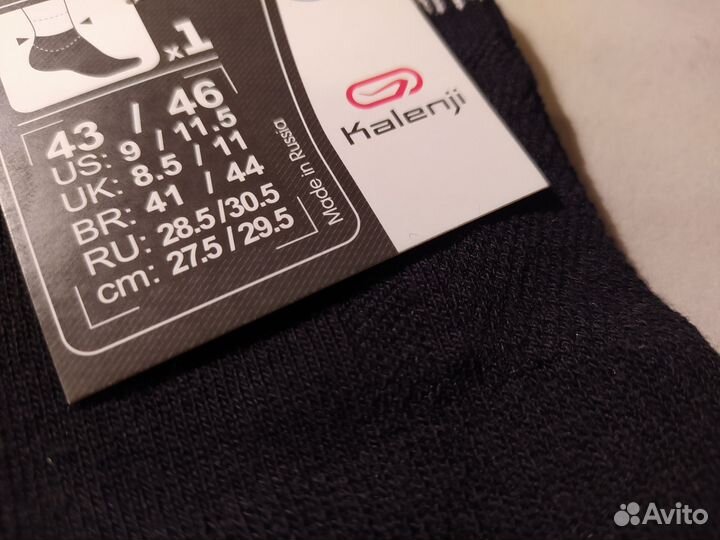 x1
43 / 46
US: 9 / 11.5
UK: 8.5 / 11
BR: 41 / 44
RU: 28.5/30.5
cm: 27.5/29.5
Made in Russia
Kalenji
Avito